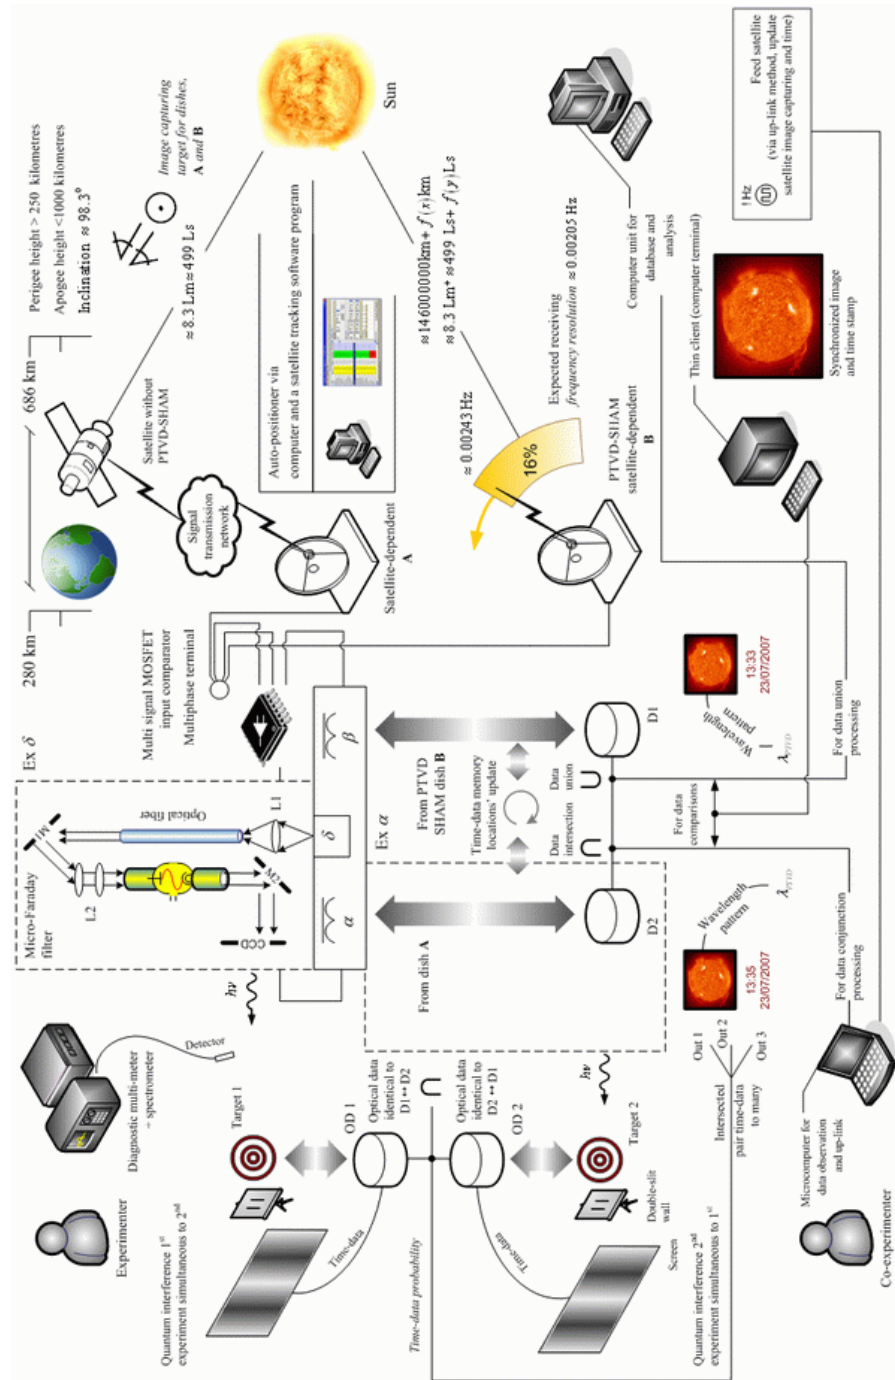 Experimenter
Diagnostic multi-meter
+ spectrometer
Detector
Quantum interference 1st
experiment simultaneous to 2nd
Target 1
Time-data
OD 1
Optical data
identical to
D1↔D2
Time-data probability
∩
Optical data
identical to
D2↔D1
OD 2
Time-data
Target 2
Double-slit
wall
Screen
Quantum interference 2nd
experiment simultaneous to 1st
Intersected
pair time-data
to many
Out 1
Out 2
Out 3
hν
hν
Micro-Faraday
filter
CCD
M2
L2
M1
Optical fiber
L1
Ex δ
α
δ
β
Ex α
Multi signal MOSFET
input comparator
Multiphase terminal
From dish A
From PTVD
SHAM dish B
Time-data memory
locations' update
Data
intersection
∩
Data
union
∪
D2
D1
Wavelength
pattern
λPTVD
13:35
23/07/2007
For data
comparisons
Wavelength
pattern
λPTVD
13:33
23/07/2007
For data conjunction
processing
For data union
processing
Microcomputer for
data observation
and up-link
Co-experimenter
280 km
686 km
Perigee height > 250 kilometres
Apogee height <1000 kilometres
Inclination ≈ 98.3°
Satellite without
PTVD-SHAM
Image capturing
target for dishes,
A and B
Signal
transmission
network
≈8.3 Lm≈499 Ls
Sun
Satellite-dependent
A
Auto-positioner via
computer and a satellite tracking software program
≈146000000km+ f(x)km
≈8.3 Lm+ ≈499 Ls+ f(y)Ls
≈ 0.00243 Hz
16%
Expected receiving
frequency resolution ≈ 0.00205 Hz
PTVD-SHAM
satellite-dependent
B
Computer unit for
database and
analysis
Thin client (computer terminal)
Synchronized image
and time stamp
! Hz
Feed satellite
(via up-link method, update
satellite image capturing and time)